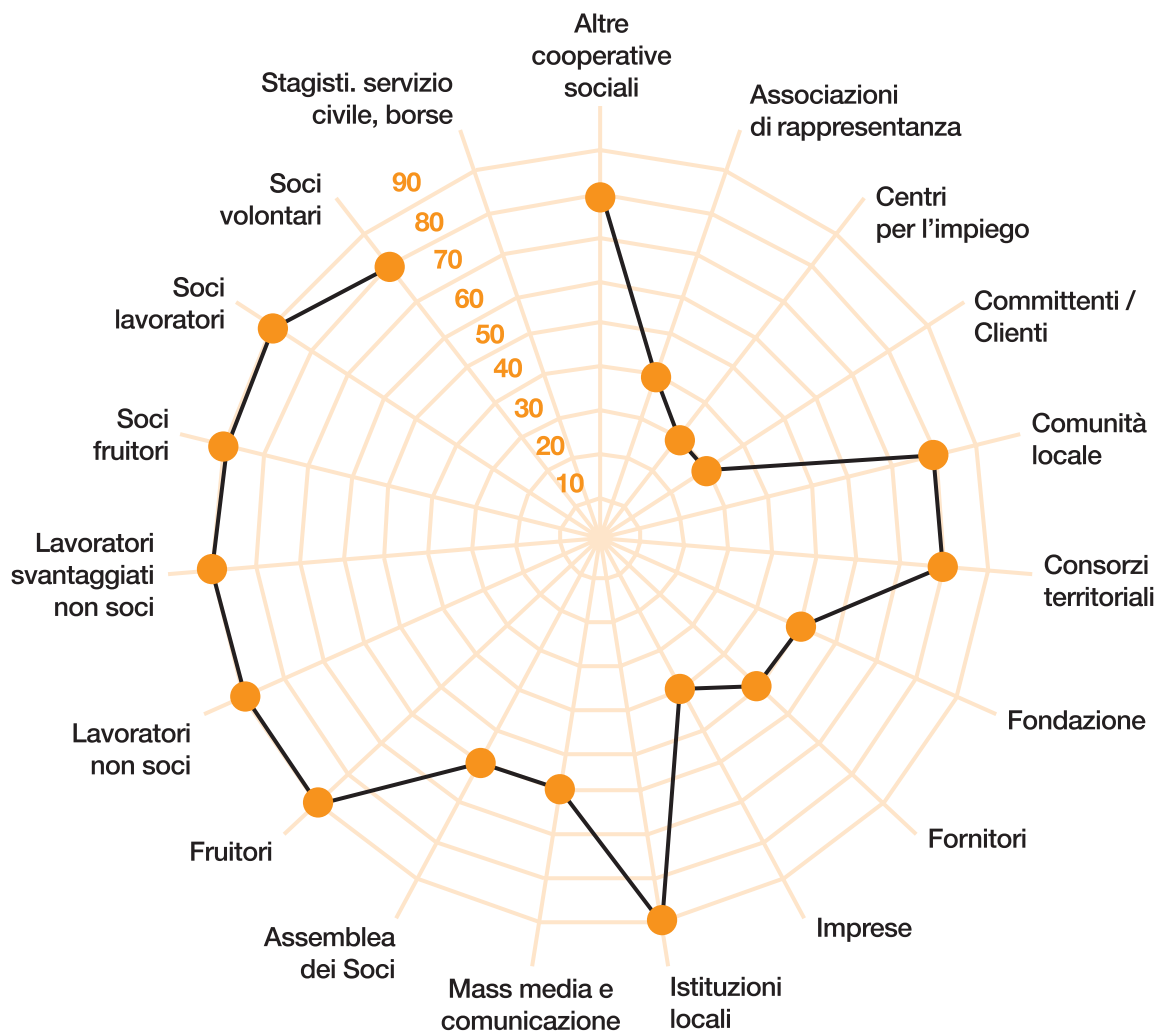 Altre
cooperative
sociali
Stagisti. servizio
civile, borse
Associazioni
di rappresentanza
Soci
volontari
90
80
70
60
50
40
30
20
10
Centri
per l’impiego
Soci
lavoratori
Committenti /
Clienti
Soci
fruitori
Comunità
locale
Lavoratori
svantaggiati
non soci
Consorzi
territoriali
Lavoratori
non soci
Fondazione
Fruitori
Fornitori
Assemblea
dei Soci
Imprese
Mass media e
comunicazione
Istituzioni
locali